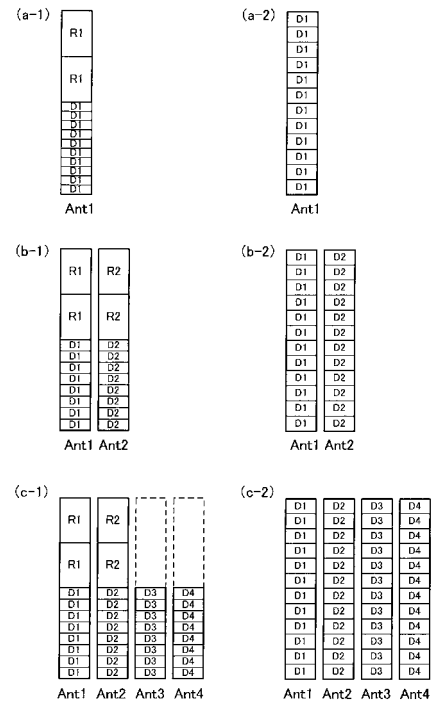 (a-1)
R1
R1
D1
D1
D1
D1
D1
D1
D1
D1
D1
D1
Ant1
(a-2)
D1
D1
D1
D1
D1
D1
D1
D1
D1
D1
D1
D1
Ant1
(b-1)
R1 R2
R1 R2
D1 D2
D1 D2
D1 D2
D1 D2
D1 D2
D1 D2
D1 D2
D1 D2
Ant1 Ant2
(b-2)
D1 D2
D1 D2
D1 D2
D1 D2
D1 D2
D1 D2
D1 D2
D1 D2
D1 D2
D1 D2
D1 D2
D1 D2
Ant1 Ant2
(c-1)
R1 R2
R1 R2
D1 D2 D3 D4
D1 D2 D3 D4
D1 D2 D3 D4
D1 D2 D3 D4
D1 D2 D3 D4
D1 D2 D3 D4
D1 D2 D3 D4
D1 D2 D3 D4
Ant1 Ant2 Ant3 Ant4
(c-2)
D1 D2 D3 D4
D1 D2 D3 D4
D1 D2 D3 D4
D1 D2 D3 D4
D1 D2 D3 D4
D1 D2 D3 D4
D1 D2 D3 D4
D1 D2 D3 D4
D1 D2 D3 D4
D1 D2 D3 D4
D1 D2 D3 D4
D1 D2 D3 D4
Ant1 Ant2 Ant3 Ant4